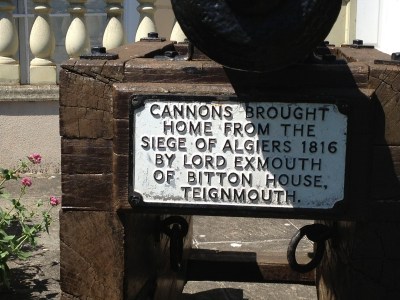 CANNONS BROUGHT
HOME FROM THE
SIEGE OF ALGIERS 1816
BY LORD EXMOUTH
OF BITTON HOUSE,
TEIGNMOUTH.